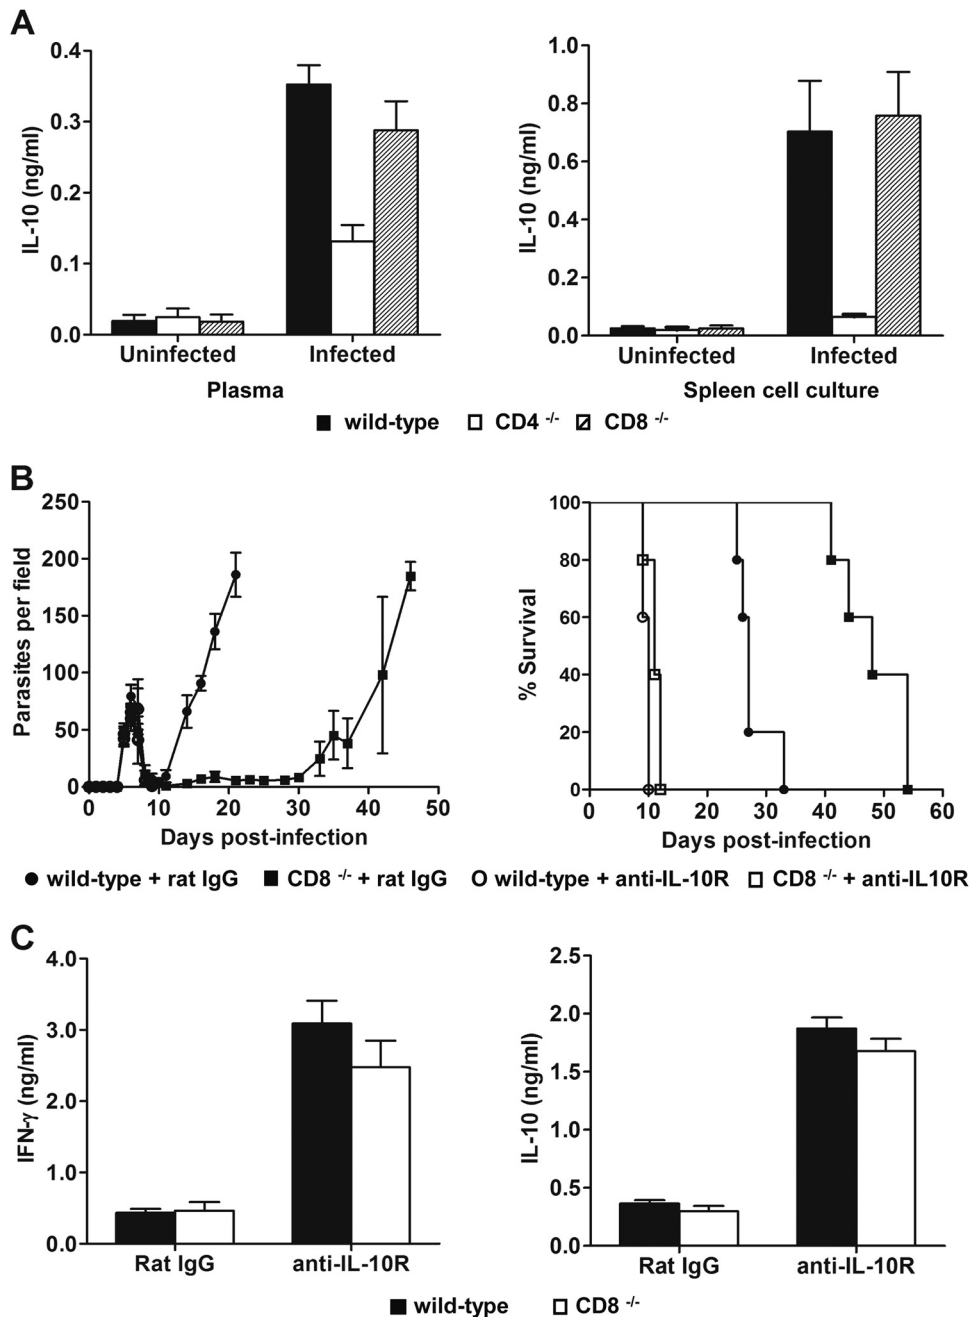 A
IL-10 (ng/ml)
0.4
0.3
0.2
0.1
0.0
Uninfected Infected
Plasma
IL-10 (ng/ml)
1.0
0.8
0.6
0.4
0.2
0.0
Uninfected Infected
Spleen cell culture
wild-type CD4 -/- CD8 -/-
B
Parasites per field
250
200
150
100
50
0
0 10 20 30 40 50
Days post-infection
% Survival
100
80
60
40
20
0
0 10 20 30 40 50 60
Days post-infection
wild-type + rat IgG CD8 -/- + rat IgG wild-type + anti-IL-10R CD8 -/- + anti-IL10R
C
IFN-γ (ng/ml)
4.0
3.0
2.0
1.0
0.0
Rat IgG anti-IL-10R
IL-10 (ng/ml)
2.5
2.0
1.5
1.0
0.5
0.0
Rat IgG anti-IL-10R
wild-type CD8 -/-